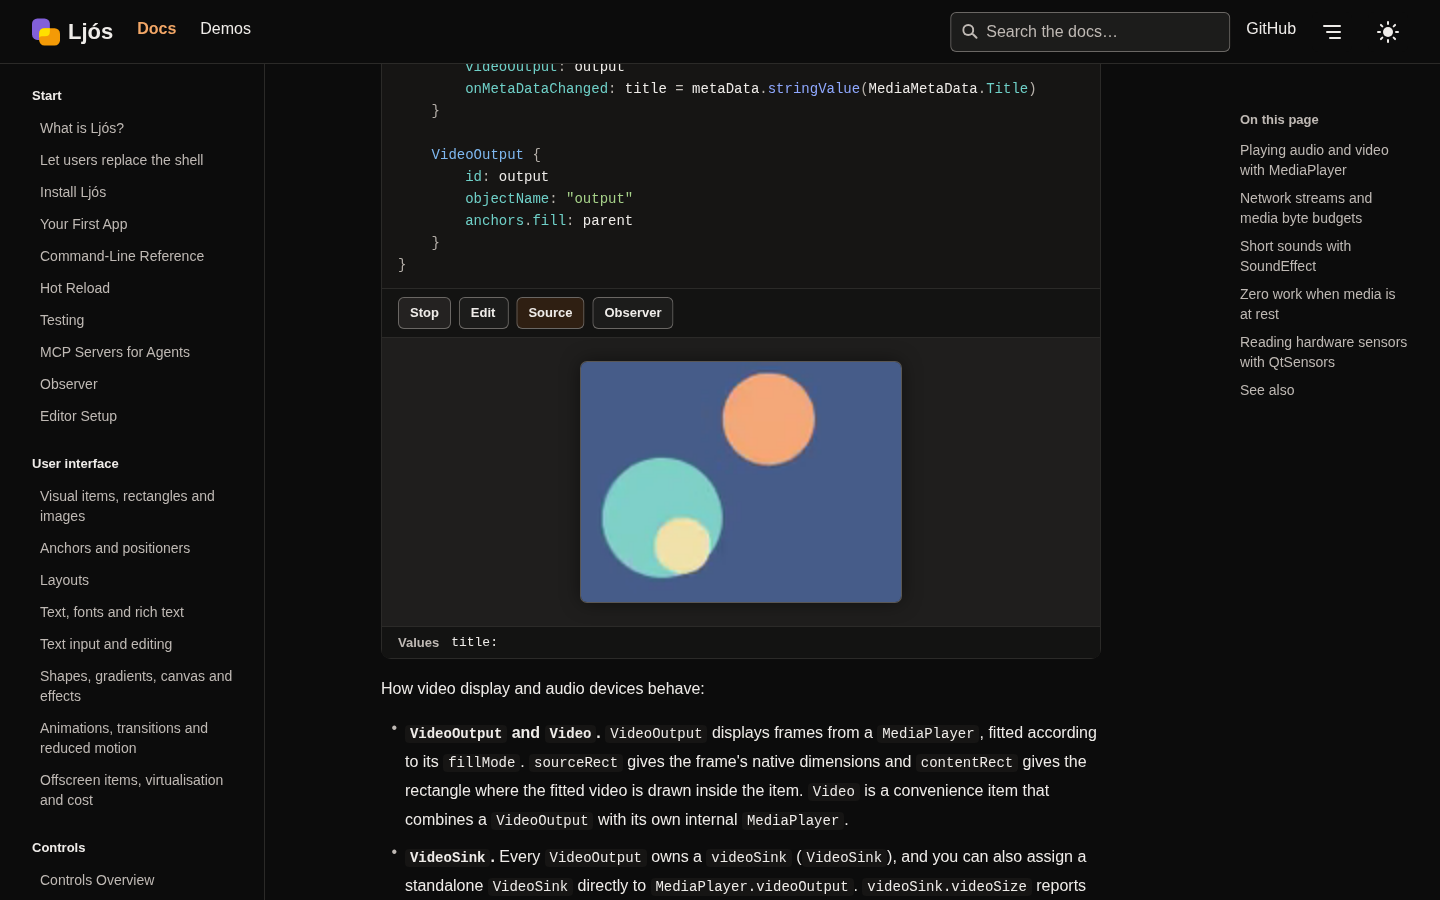 Ljós
Docs
Demos
Search the docs…
GitHub
Start
What is Ljós?
Let users replace the shell
Install Ljós
Your First App
Command-Line Reference
Hot Reload
Testing
MCP Servers for Agents
Observer
Editor Setup
User interface
Visual items, rectangles and
images
Anchors and positioners
Layouts
Text, fonts and rich text
Text input and editing
Shapes, gradients, canvas and
effects
Animations, transitions and
reduced motion
Offscreen items, virtualisation
and cost
Controls
Controls Overview
videoOutput: output
onMetaDataChanged: title = metaData.stringValue(MediaMetaData.Title)
}
VideoOutput {
id: output
objectName: "output"
anchors.fill: parent
}
}
Stop
Edit
Source
Observer
Values title:
How video display and audio devices behave:
• VideoOutput and Video. VideoOutput displays frames from a MediaPlayer, fitted according
to its fillMode. sourceRect gives the frame's native dimensions and contentRect gives the
rectangle where the fitted video is drawn inside the item. Video is a convenience item that
combines a VideoOutput with its own internal MediaPlayer.
• VideoSink. Every VideoOutput owns a videoSink (VideoSink), and you can also assign a
standalone VideoSink directly to MediaPlayer.videoOutput. videoSink.videoSize reports
On this page
Playing audio and video
with MediaPlayer
Network streams and
media byte budgets
Short sounds with
SoundEffect
Zero work when media is
at rest
Reading hardware sensors
with QtSensors
See also